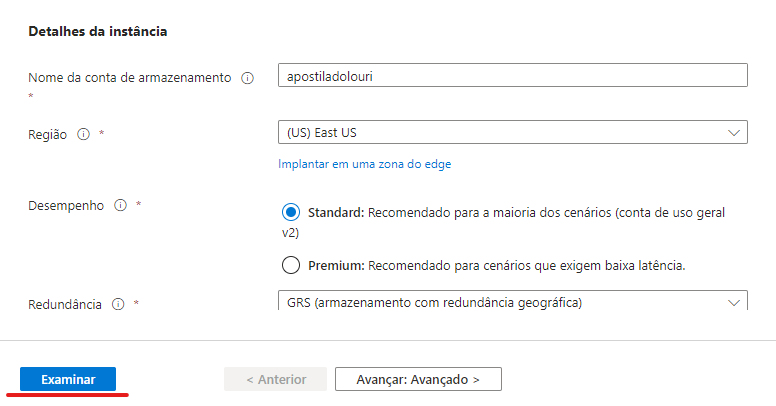 Detalhes da instância
Nome da conta de armazenamento
*
apostiladolouri
Região *
(US) East US
Implantar em uma zona do edge
Desempenho *
Standard: Recomendado para a maioria dos cenários (conta de uso geral
v2)
Premium: Recomendado para cenários que exigem baixa latência.
Redundância *
GRS (armazenamento com redundância geográfica)
Examinar
< Anterior
Avançar: Avançado >